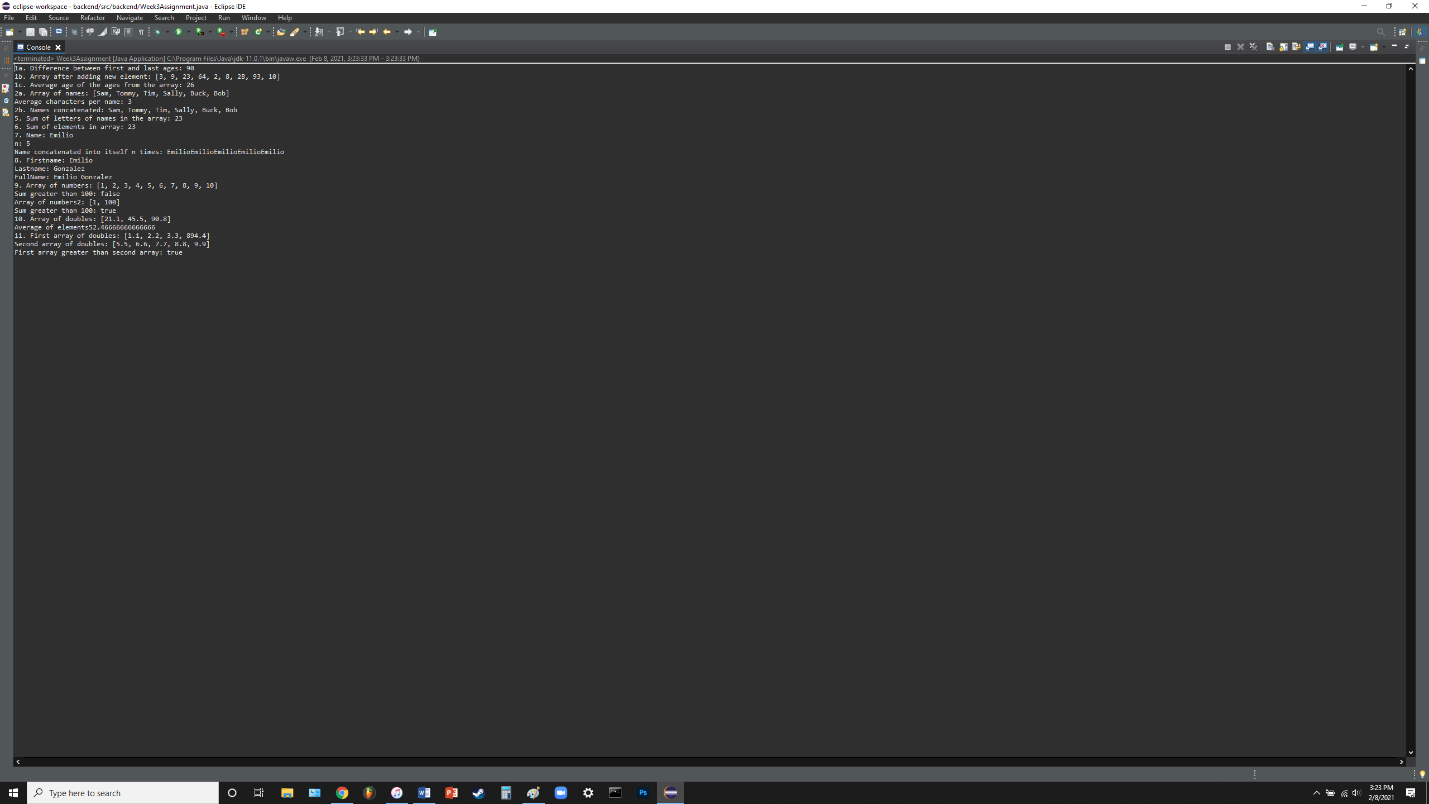 eclipse-workspace - backend/src/backend/Week3Assignment.java - Eclipse IDE
File Edit Source Refactor Navigate Search Project Run Window Help
Console
<terminated> Week3Assignment [Java Application] C:\Program Files\Java\jdk-11.0.1\bin\javaw.exe (Feb 8, 2021, 3:23:33 PM – 3:23:33 PM)
1a. Difference between first and last ages: 90
1b. Array after adding new element: [3, 9, 23, 64, 2, 8, 28, 93, 10]
1c. Average age of the ages from the array: 26
2a. Array of names: [Sam, Tommy, Tim, Sally, Buck, Bob]
Average characters per name: 3
2b. Names concatenated: Sam, Tommy, Tim, Sally, Buck, Bob
5. Sum of letters of names in the array: 23
6. Sum of elements in array: 23
7. Name: Emilio
n: 5
Name concatenated into itself n times: EmilioEmilioEmilioEmilioEmilio
8. Firstname: Emilio
Lastname: Gonzalez
FullName: Emilio Gonzalez
9. Array of numbers: [1, 2, 3, 4, 5, 6, 7, 8, 9, 10]
Sum greater than 100: false
Array of numbers2: [1, 100]
Sum greater than 100: true
10. Array of doubles: [21.1, 45.5, 90.8]
Average of elements52.46666666666666
11. First array of doubles: [1.1, 2.2, 3.3, 894.4]
Second array of doubles: [5.5, 6.6, 7.7, 8.8, 9.9]
First array greater than second array: true
Type here to search
Ps
3:23 PM
2/8/2021